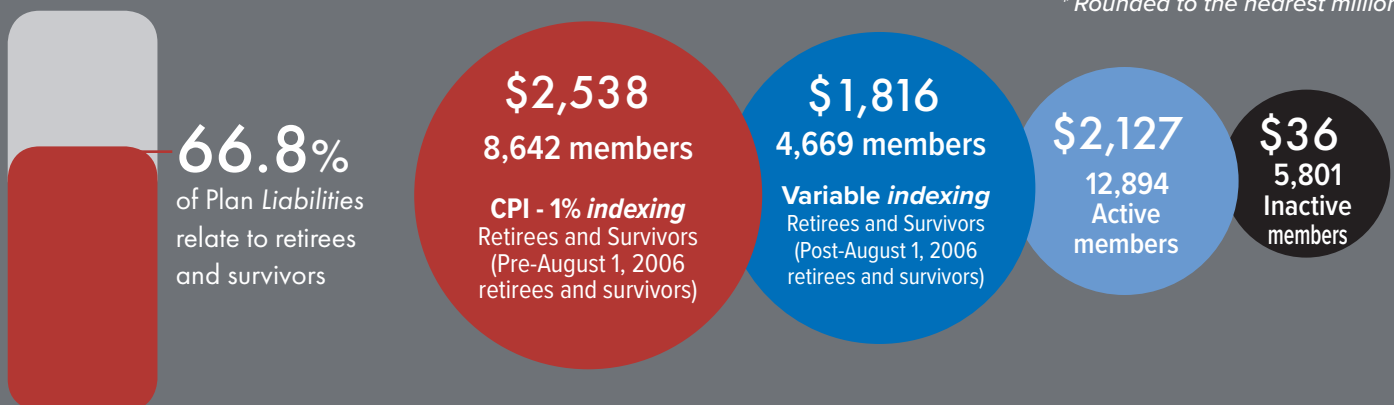 * Rounded to the nearest million
66.8%
of Plan Liabilities
relate to retirees
and survivors
$2,538
8,642 members
CPI - 1% indexing
Retirees and Survivors
(Pre-August 1, 2006
retirees and survivors)
$1,816
4,669 members
Variable indexing
Retirees and Survivors
(Post-August 1, 2006
retirees and survivors)
$2,127
12,894
Active
members
$36
5,801
Inactive
members